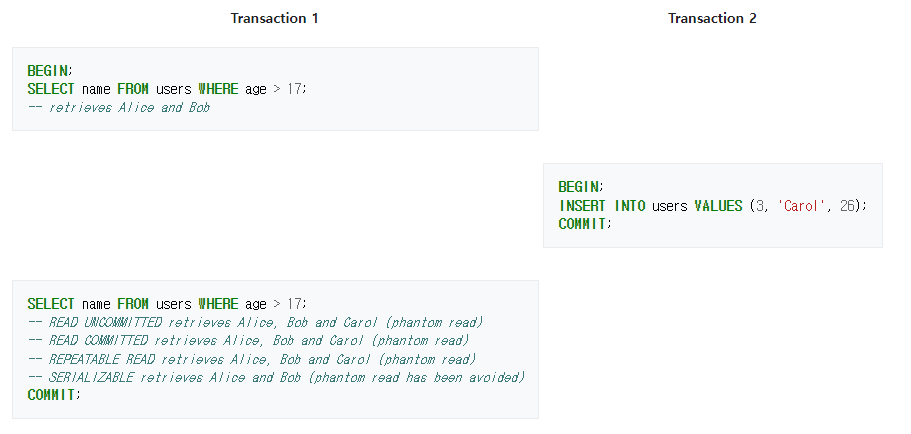 Transaction 1
Transaction 2
BEGIN;
SELECT name FROM users WHERE age > 17;
-- retrieves Alice and Bob
BEGIN;
INSERT INTO users VALUES (3, 'Carol', 26);
COMMIT;
SELECT name FROM users WHERE age > 17;
-- READ UNCOMMITTED retrieves Alice, Bob and Carol (phantom read)
-- READ COMMITTED retrieves Alice, Bob and Carol (phantom read)
-- REPEATABLE READ retrieves Alice, Bob and Carol (phantom read)
-- SERIALIZABLE retrieves Alice and Bob (phantom read has been avoided)
COMMIT;